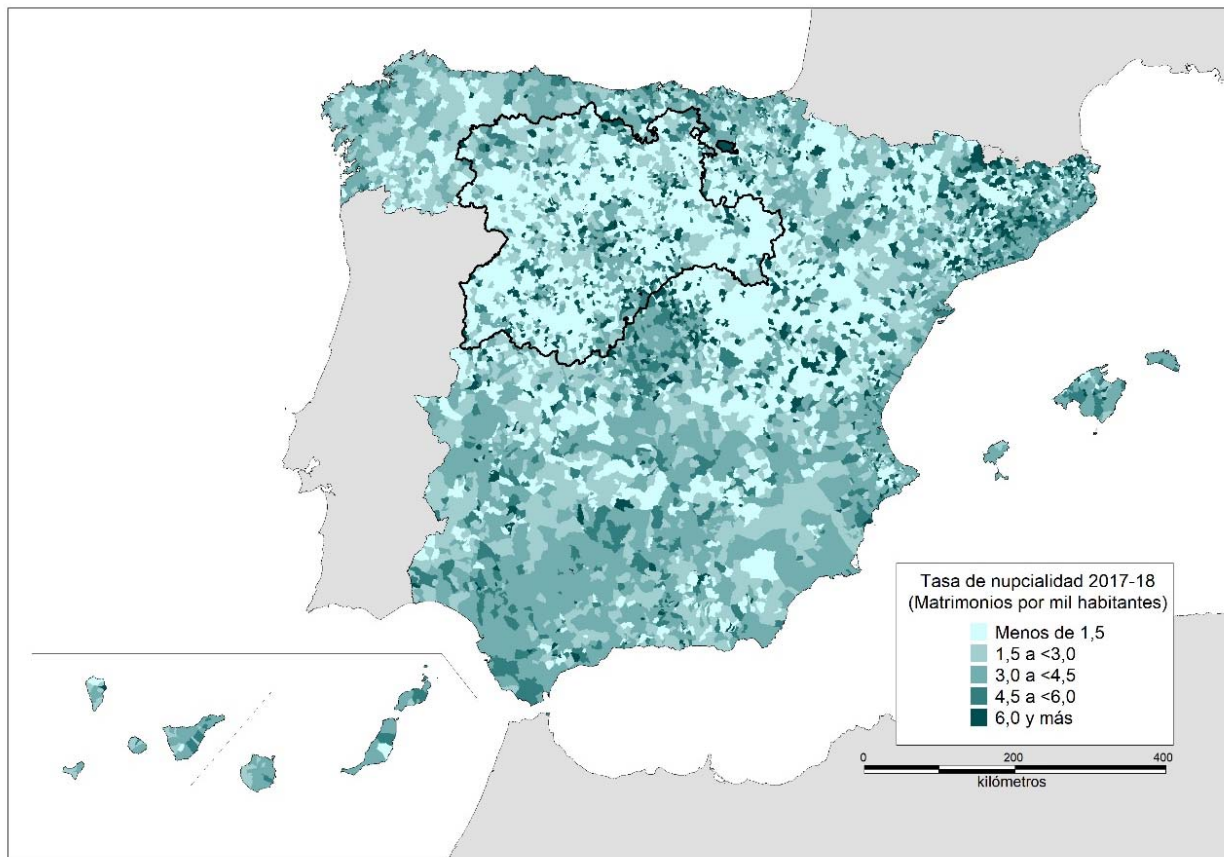 Tasa de nupcialidad 2017-18
(Matrimonios por mil habitantes)
Menos de 1,5
1,5 a <3,0
3,0 a <4,5
4,5 a <6,0
6,0 y más
0 200 400
kilómetros